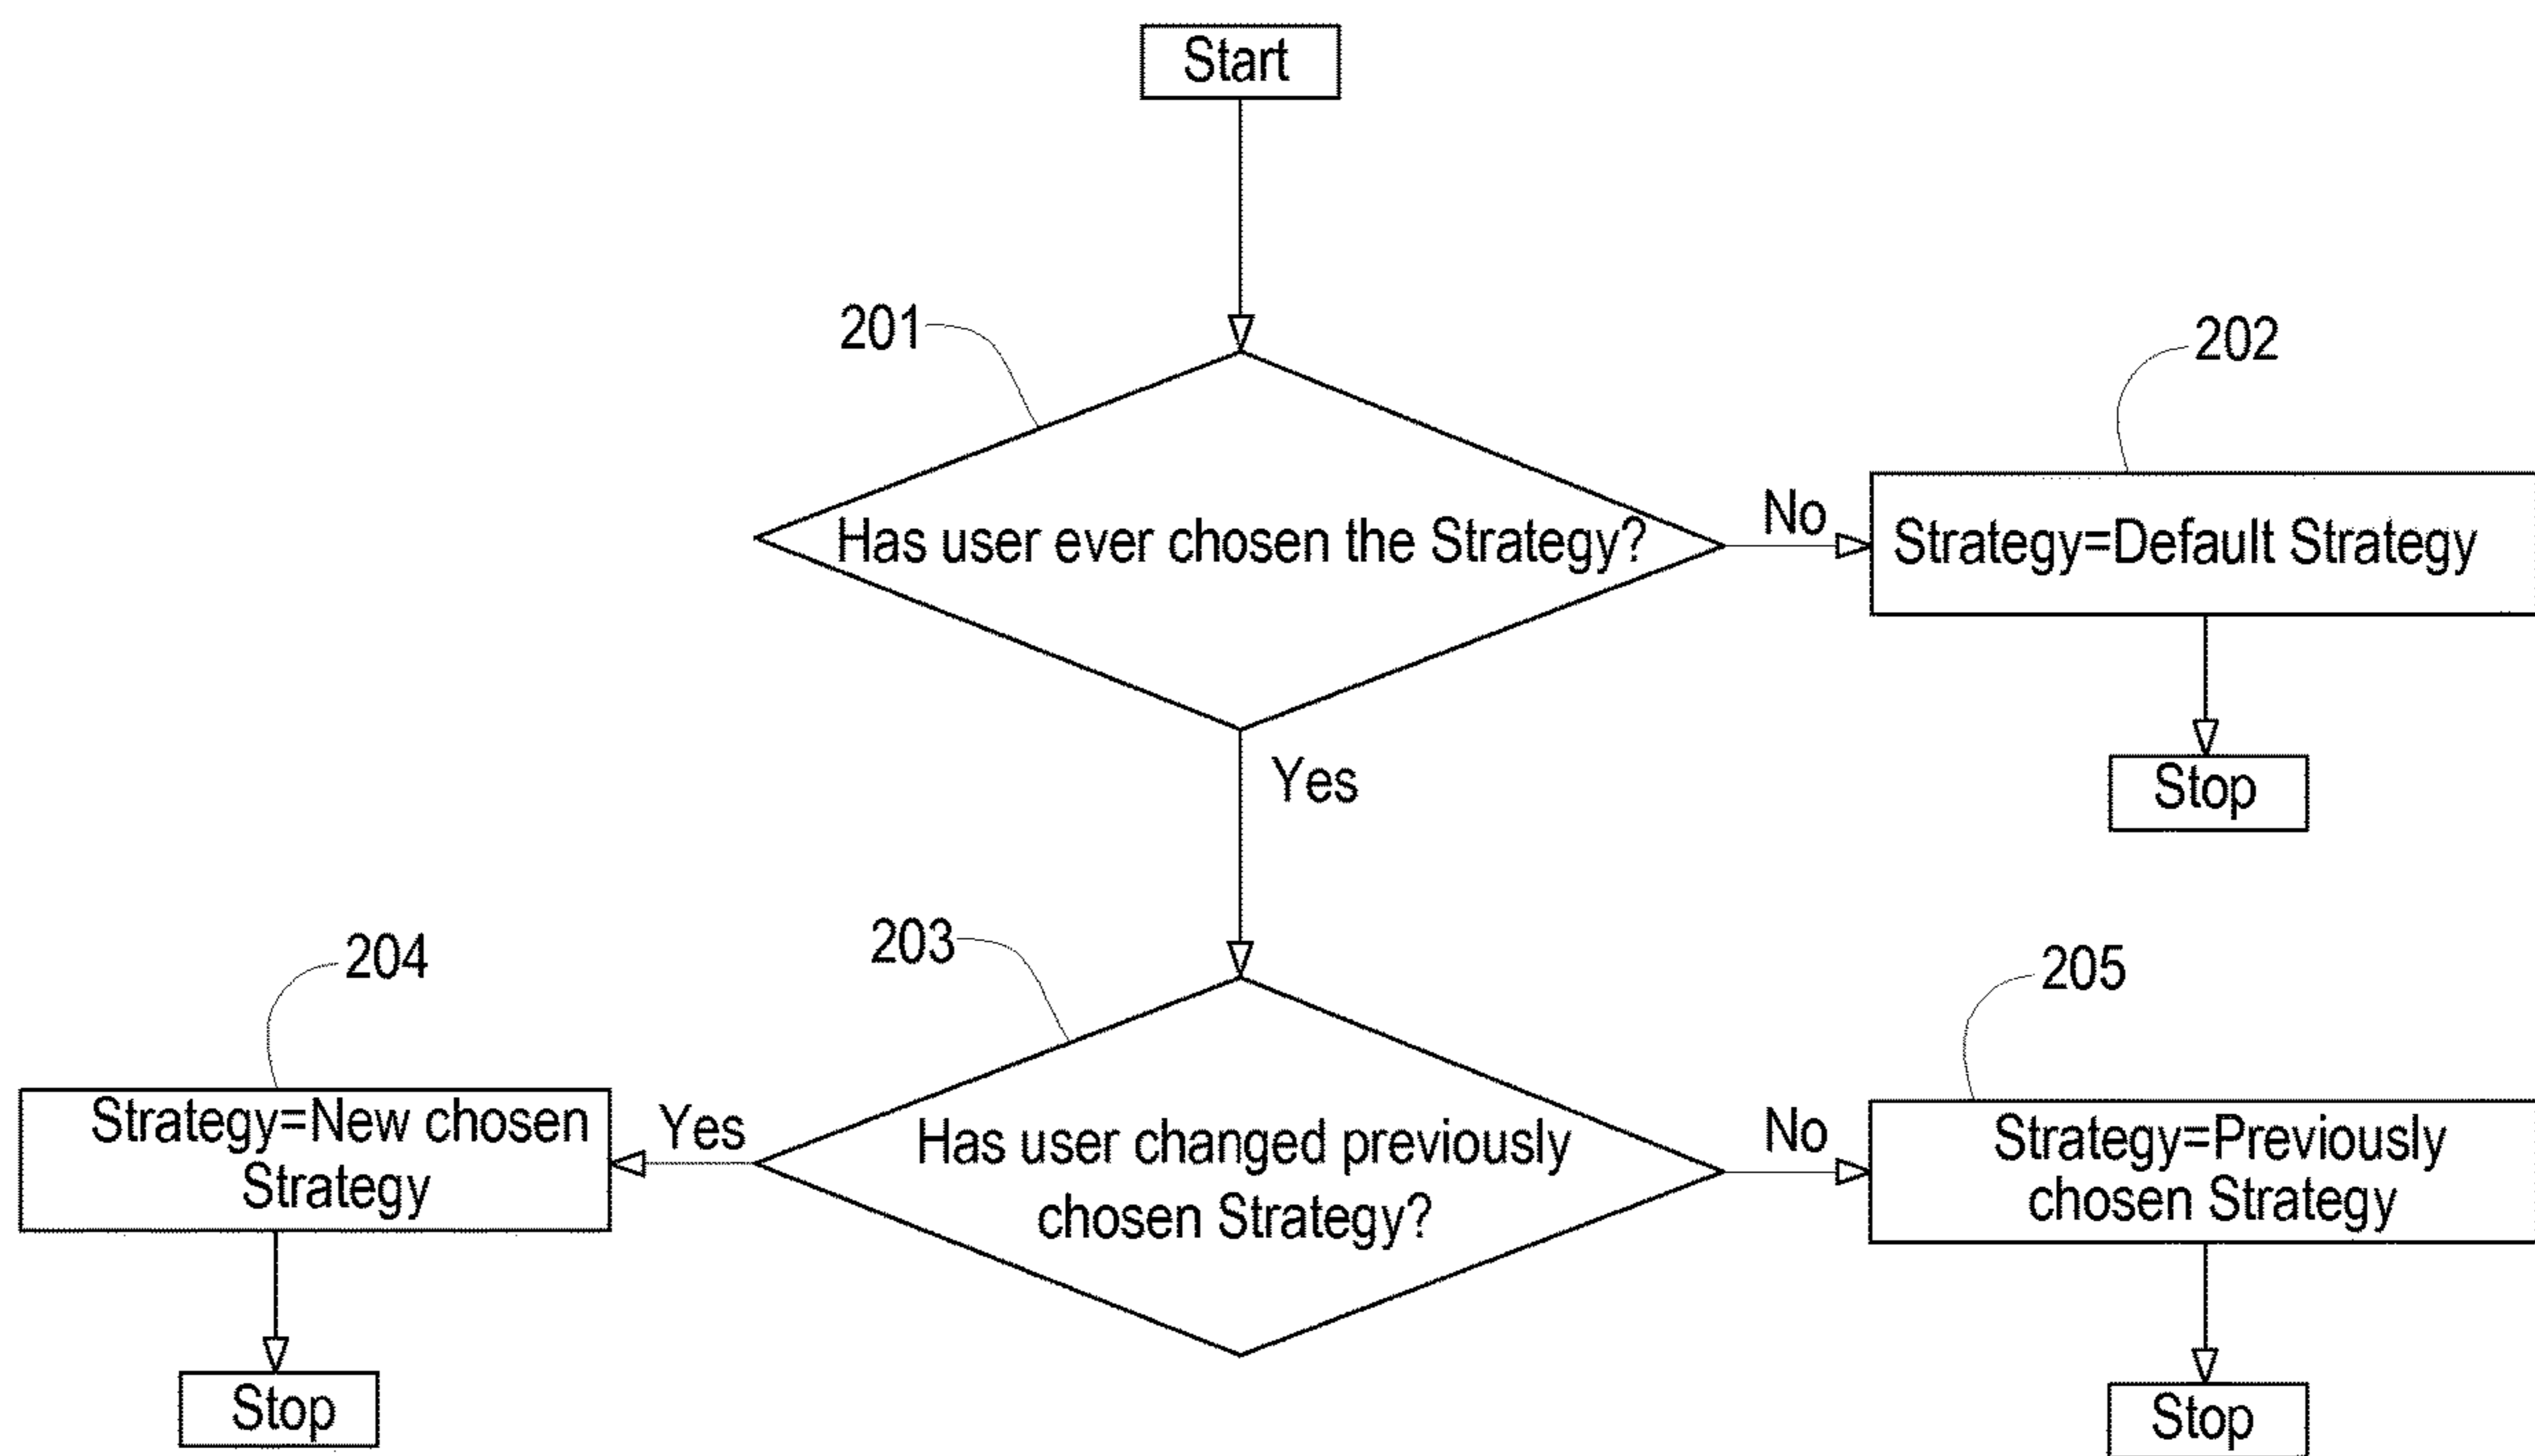 Start
201
202
Has user ever chosen the Strategy?
No
Strategy=Default Strategy
Yes
Stop
203
204
205
Strategy=New chosen
Strategy
Yes
Has user changed previously
chosen Strategy?
No
Strategy=Previously
chosen Strategy
Stop
Stop